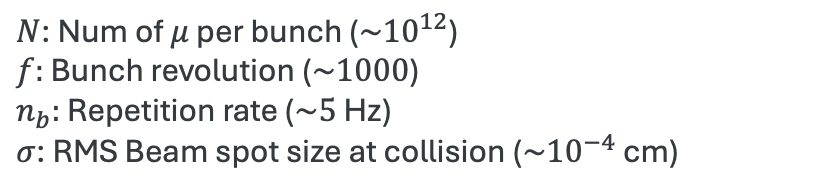 N: Num of μ per bunch (~10¹²)
f: Bunch revolution (~1000)
n_b: Repetition rate (~5 Hz)
σ: RMS Beam spot size at collision (~10⁻⁴ cm)